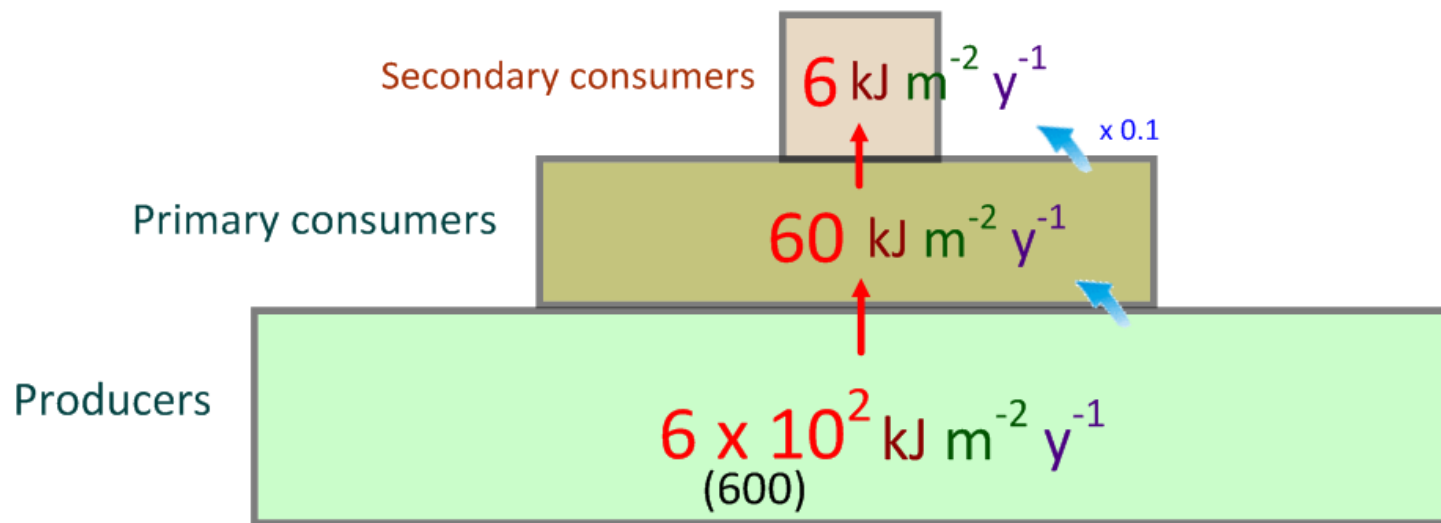 Secondary consumers 6 kJ m⁻² y⁻¹
x 0.1
Primary consumers 60 kJ m⁻² y⁻¹
Producers 6 x 10² kJ m⁻² y⁻¹
(600)